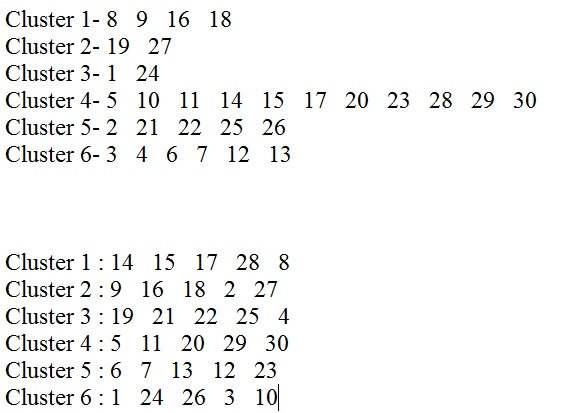 Cluster 1- 8 9 16 18
Cluster 2- 19 27
Cluster 3- 1 24
Cluster 4- 5 10 11 14 15 17 20 23 28 29 30
Cluster 5- 2 21 22 25 26
Cluster 6- 3 4 6 7 12 13
Cluster 1 : 14 15 17 28 8
Cluster 2 : 9 16 18 2 27
Cluster 3 : 19 21 22 25 4
Cluster 4 : 5 11 20 29 30
Cluster 5 : 6 7 13 12 23
Cluster 6 : 1 24 26 3 10